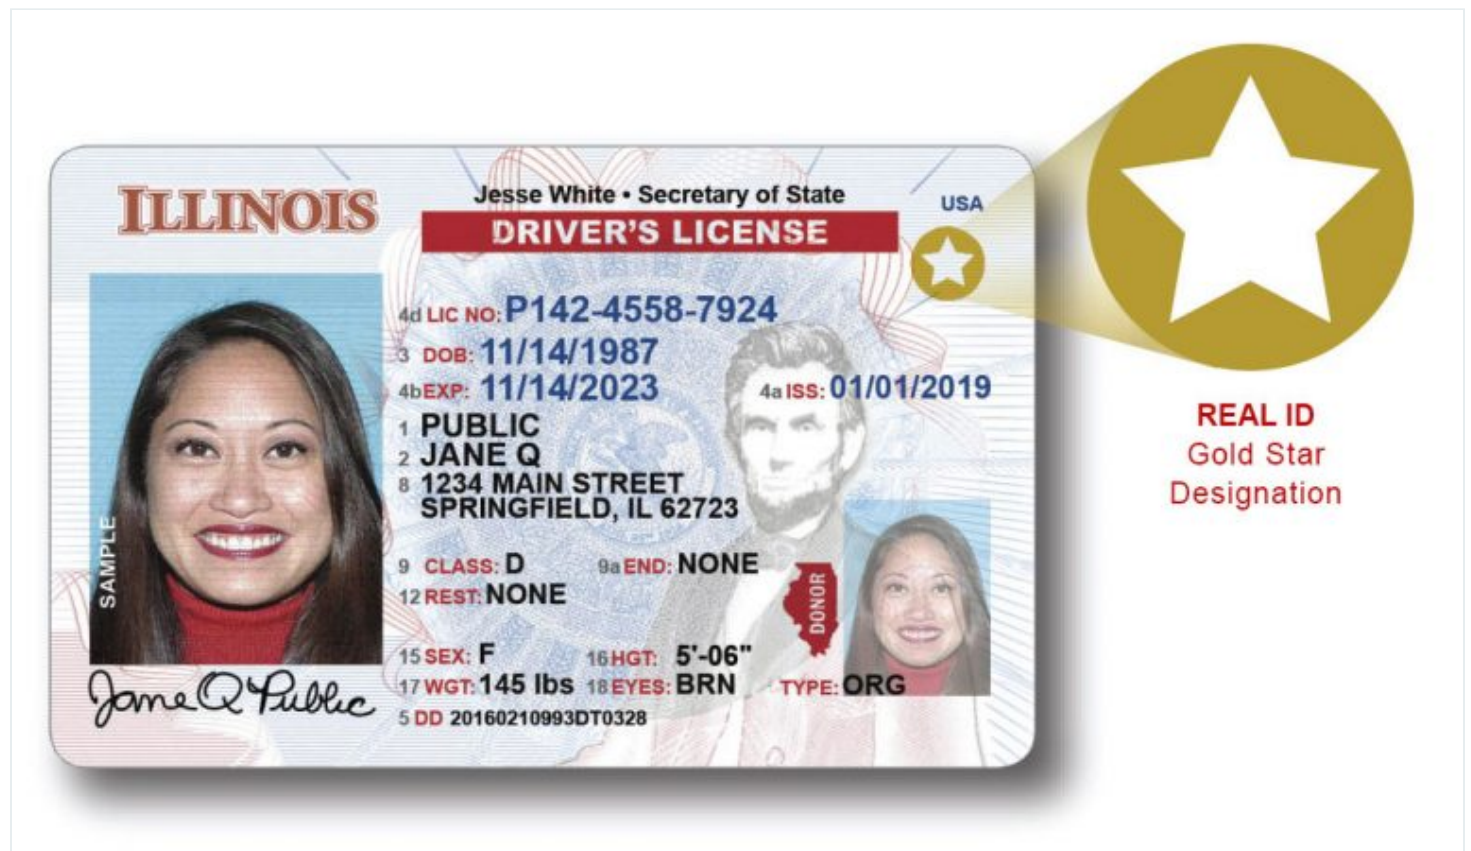 ILLINOIS
Jesse White • Secretary of State
USA
DRIVER'S LICENSE
4d LIC NO: P142-4558-7924
3 DOB: 11/14/1987
4b EXP: 11/14/2023
4a ISS: 01/01/2019
1 PUBLIC
2 JANE Q
8 1234 MAIN STREET
SPRINGFIELD, IL 62723
9 CLASS: D 9a END: NONE
12 REST: NONE
DONOR
15 SEX: F 16 HGT: 5'-06"
17 WGT: 145 lbs 18 EYES: BRN TYPE: ORG
5 DD 20160210993DT0328
SAMPLE
Jane Q Public
REAL ID
Gold Star
Designation